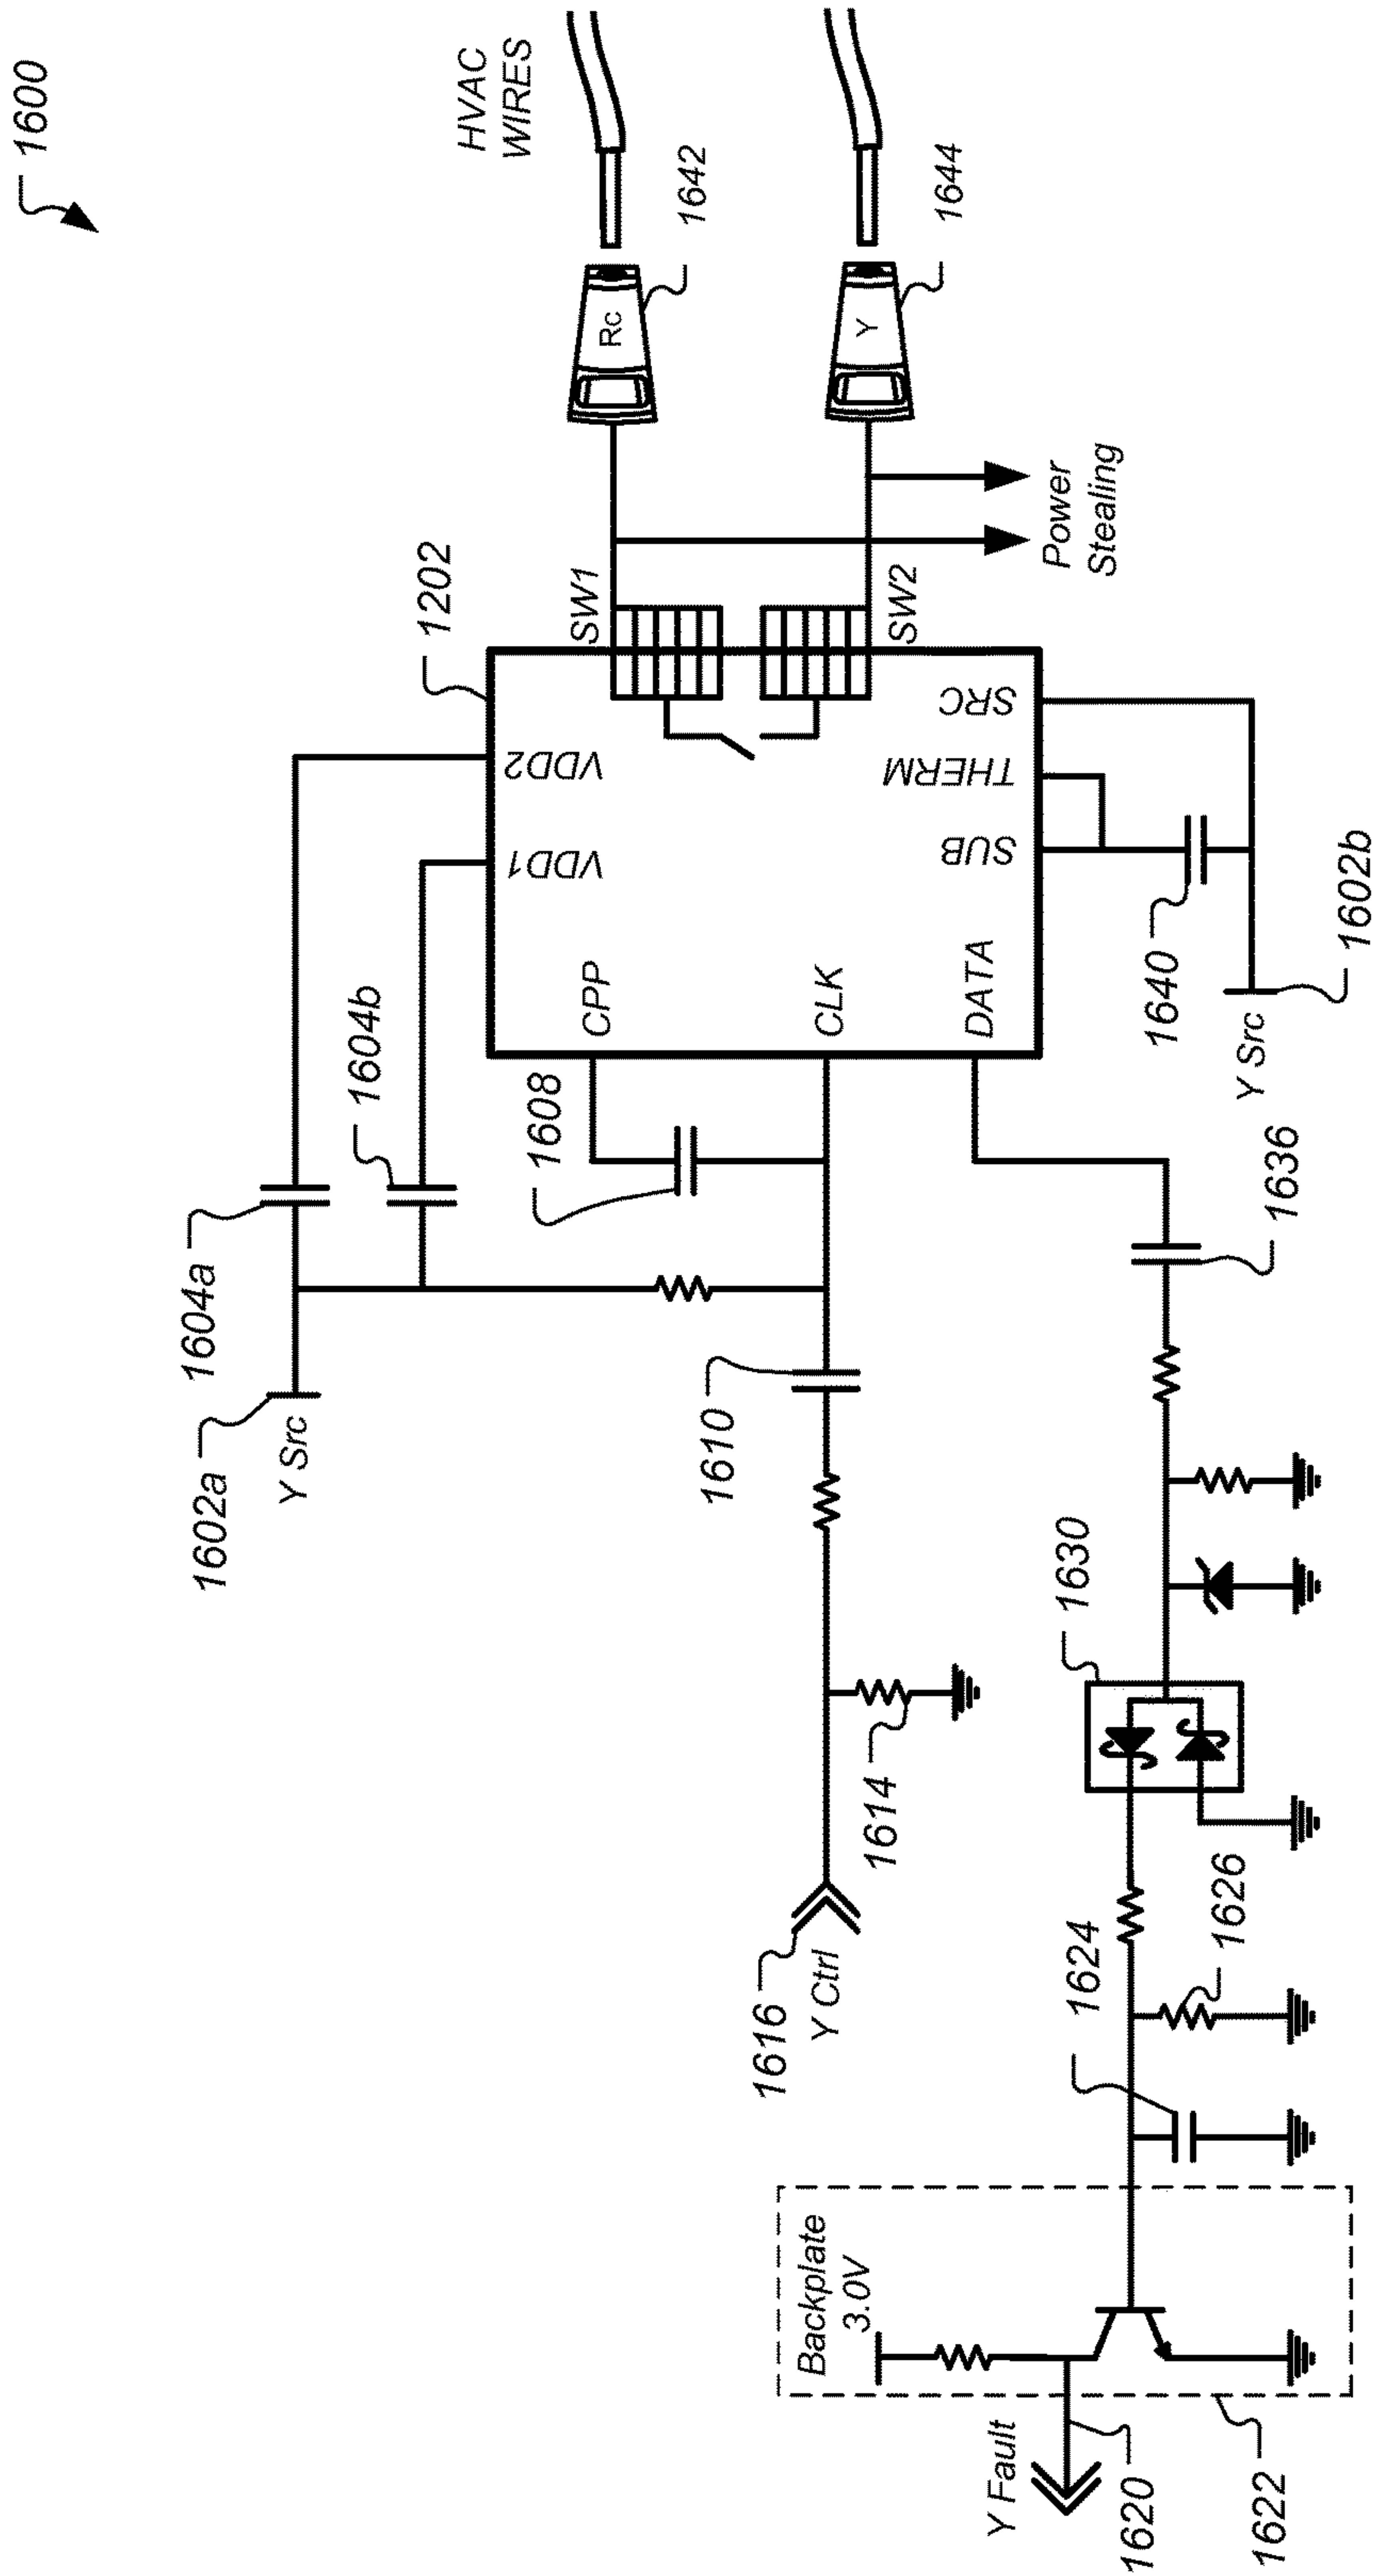 1600
HVAC
WIRES
Rc
1642
Y
1644
Power
Stealing
1202
SW1
SW2
VDD2
VDD1
CPP
CLK
DATA
SUB
THERM
SRC
1604a
1604b
1608
1602a
Y Src
1610
1640
Y Src
1602b
1636
1630
1614
1616
Y Ctrl
1624
1626
Backplate
3.0V
Y Fault
1620
1622